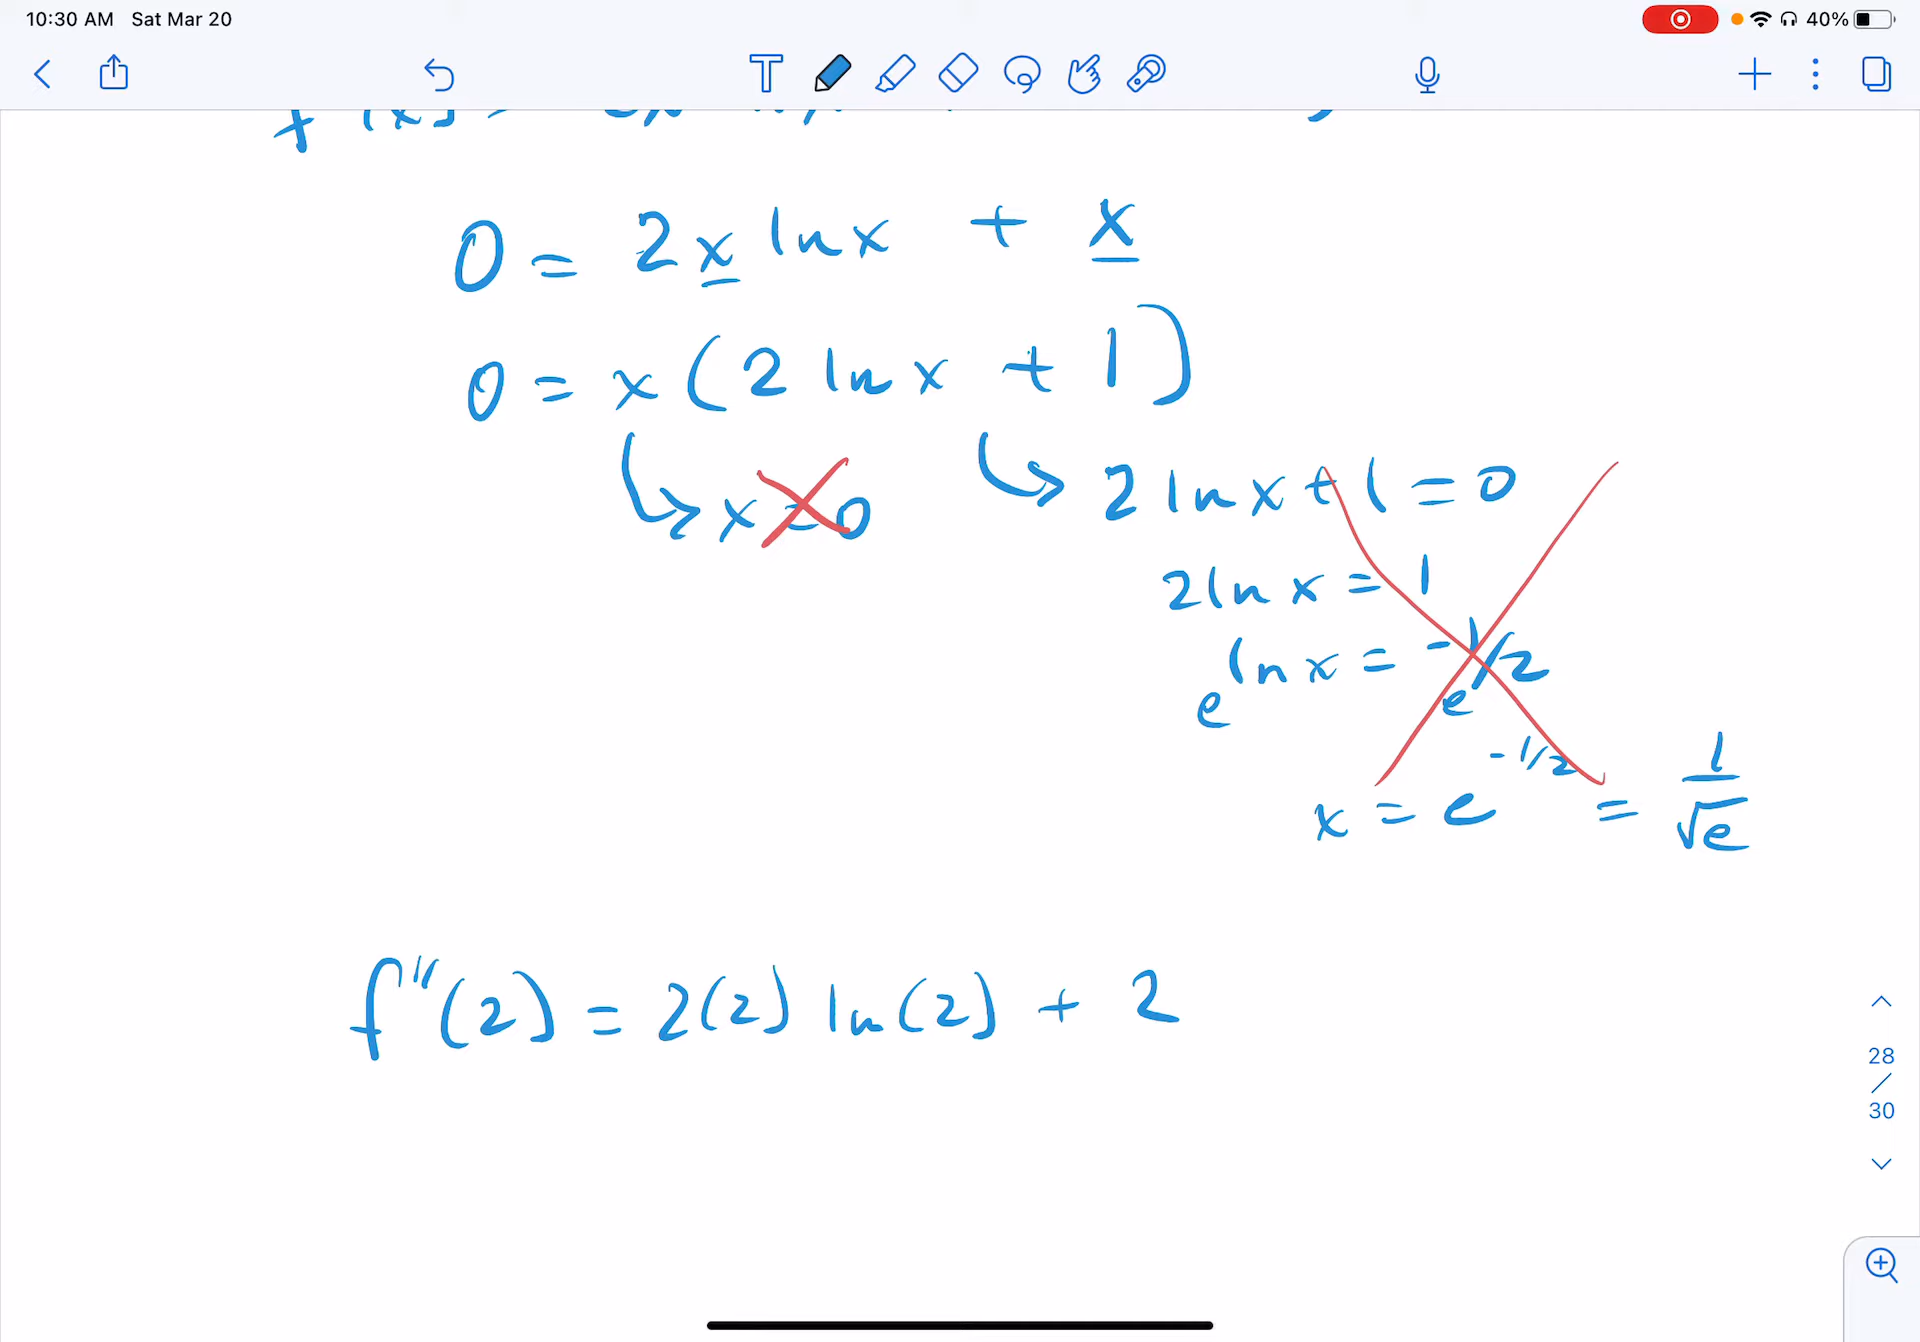 10:30 AM Sat Mar 20 40%
0 = 2x ln x + x
0 = x(2 ln x + 1)
x = 0
2 ln x + 1 = 0
2 ln x = 1
e^ln x = e^-1/2
x = e^-1/2 = 1/√e
f''(2) = 2(2) ln(2) + 2
28
/
30